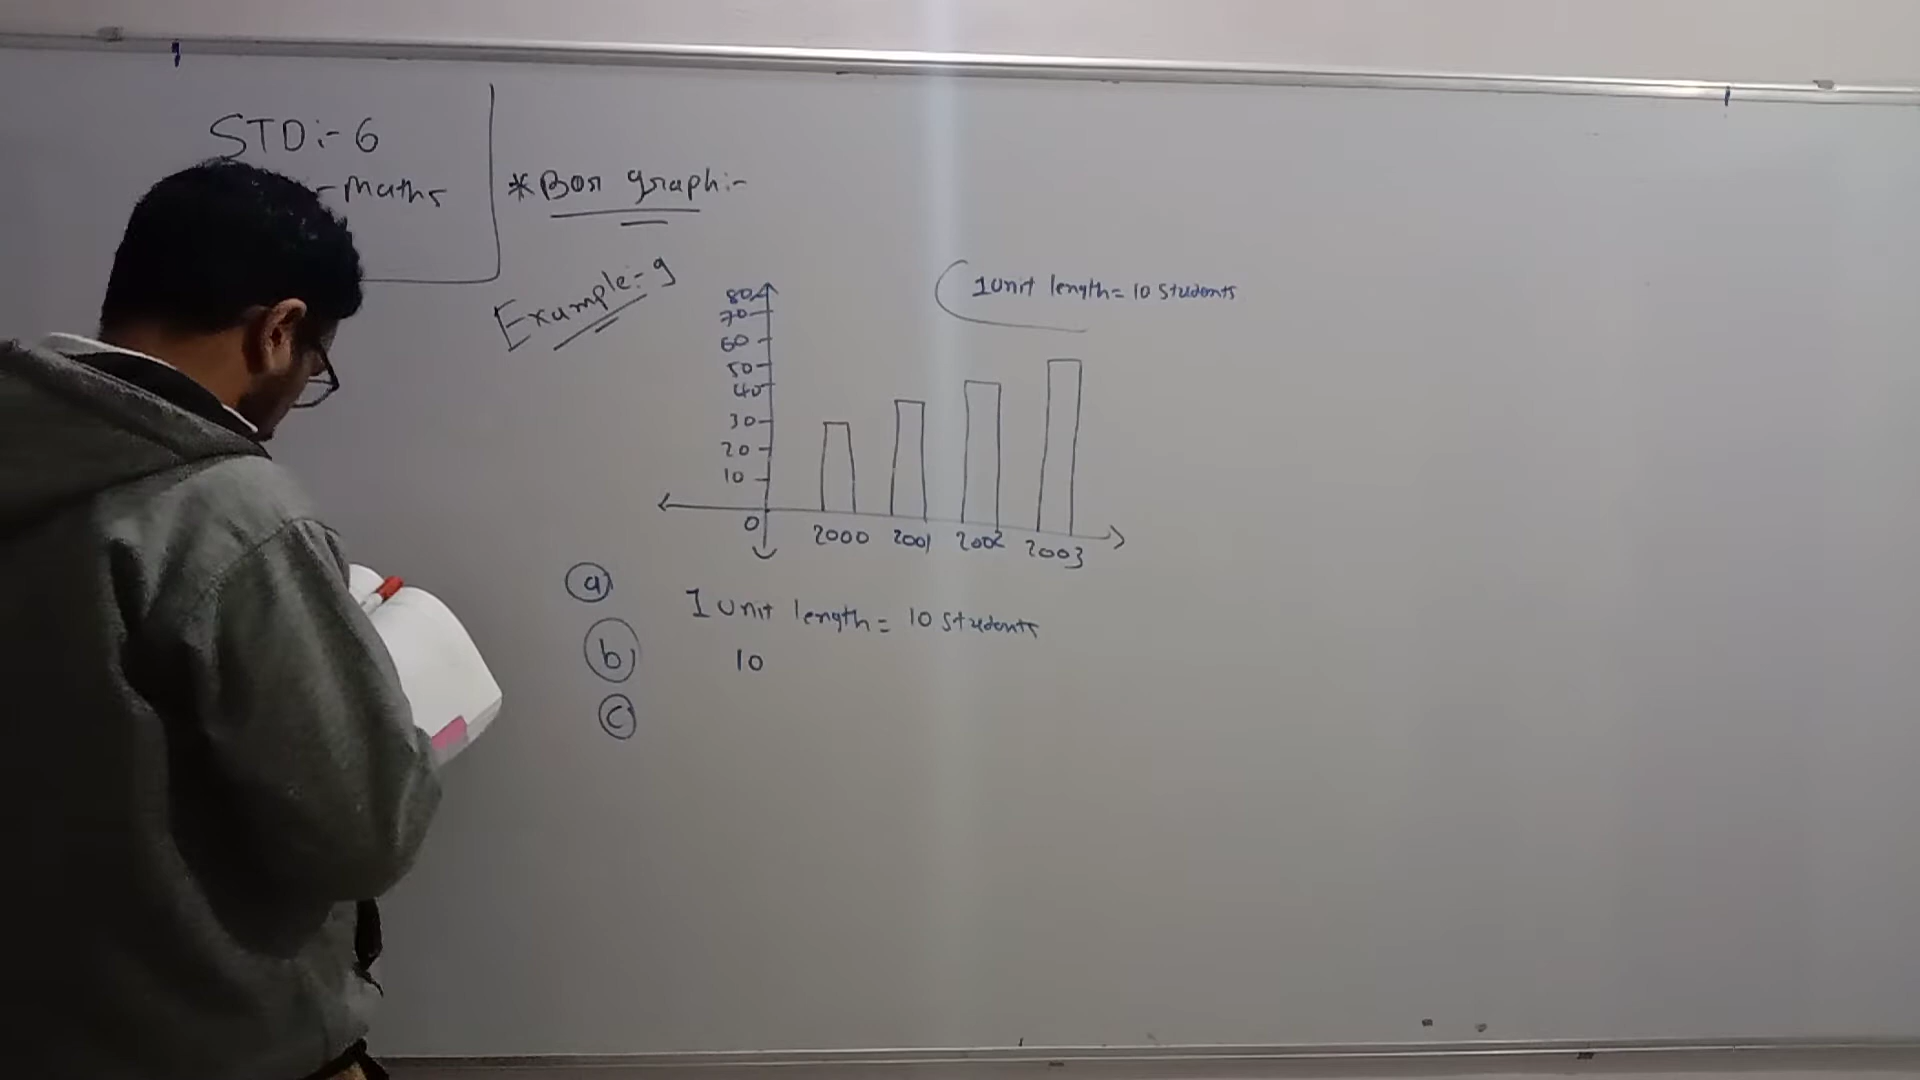 STD:- 6
- Maths
* Bar graph:-
Example:- 9
1 Unit length = 10 Students
80
70
60
50
40
30
20
10
0
2000 2001 2002 2003
a 1 Unit length = 10 Students
b 10
c